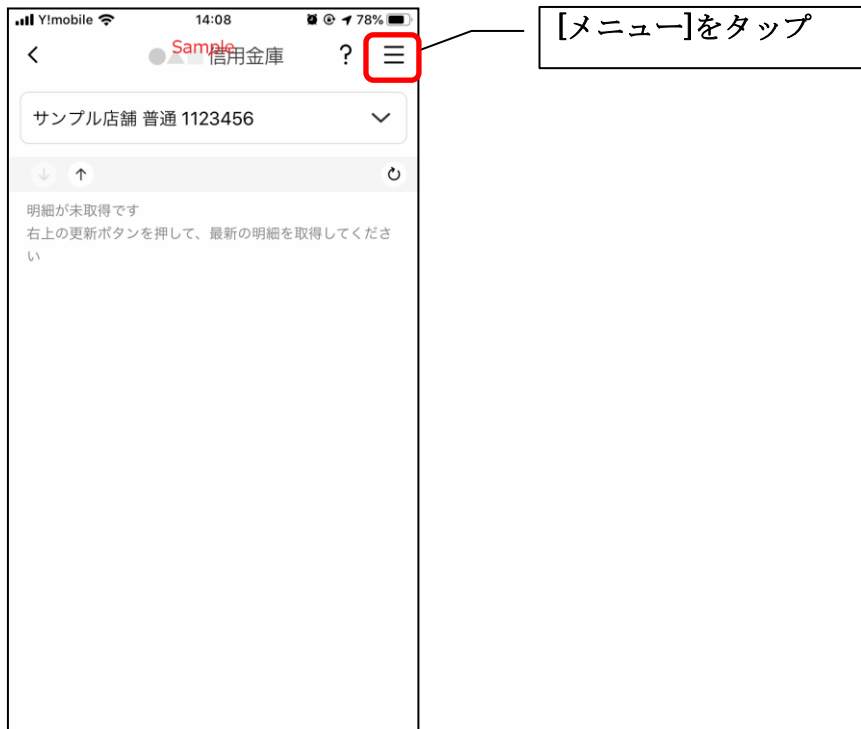 Y!mobile 14:08 78%
[メニュー]をタップ
Sample
信用金庫 ?
サンプル店舗 普通 1123456
明細が未取得です
右上の更新ボタンを押して、最新の明細を取得してくださ
い